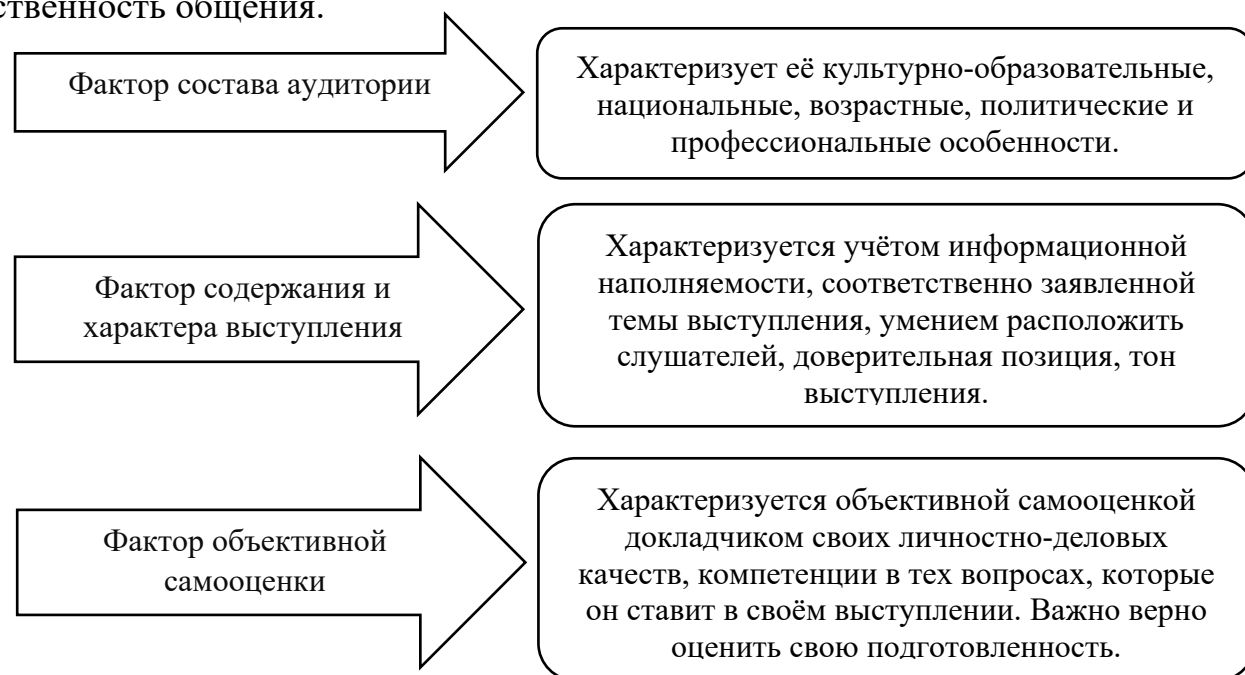 общения.
Фактор состава аудитории
Характеризует её культурно-образовательные,
национальные, возрастные, политические и
профессиональные особенности.
Фактор содержания и
характера выступления
Характеризуется учётом информационной
наполняемости, соответственно заявленной
темы выступления, умением расположить
слушателей, доверительная позиция, тон
выступления.
Фактор объективной
самооценки
Характеризуется объективной самооценкой
докладчиком своих личностно-деловых
качеств, компетенции в тех вопросах, которые
он ставит в своём выступлении. Важно верно
оценить свою подготовленность.